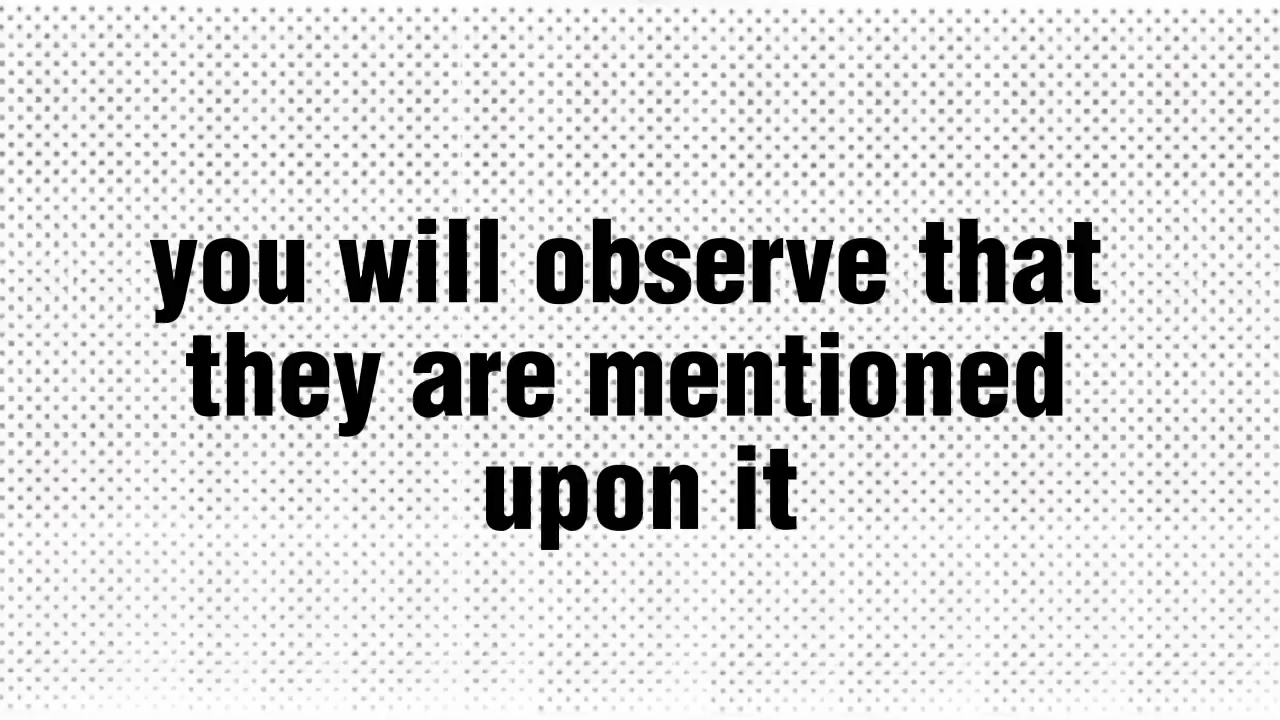 you will observe that
they are mentioned
upon it